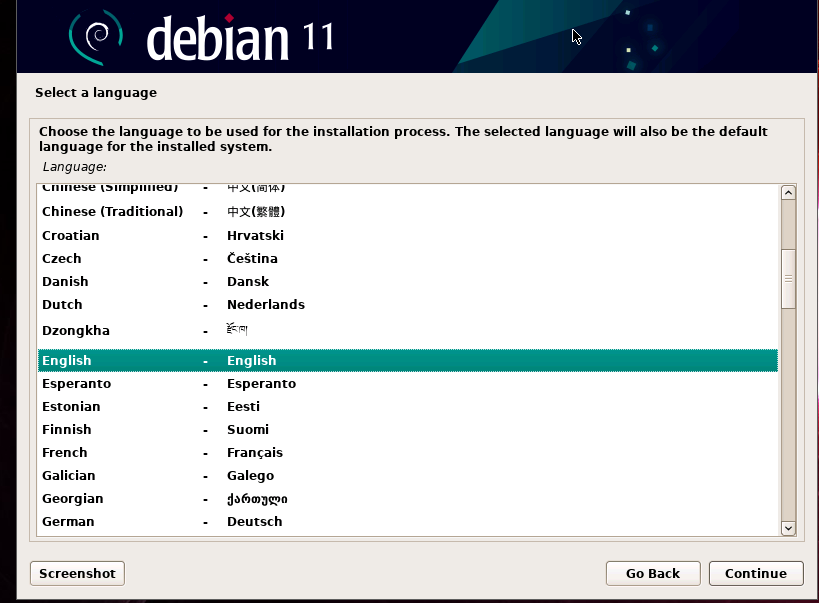 debian 11
Select a language
Choose the language to be used for the installation process. The selected language will also be the default
language for the installed system.
Language:
Chinese (Simplified) - 中文(简体)
Chinese (Traditional) - 中文(繁體)
Croatian - Hrvatski
Czech - Čeština
Danish - Dansk
Dutch - Nederlands
Dzongkha - རྫོང་ཁ།
English - English
Esperanto - Esperanto
Estonian - Eesti
Finnish - Suomi
French - Français
Galician - Galego
Georgian - ქართული
German - Deutsch
Screenshot Go Back Continue